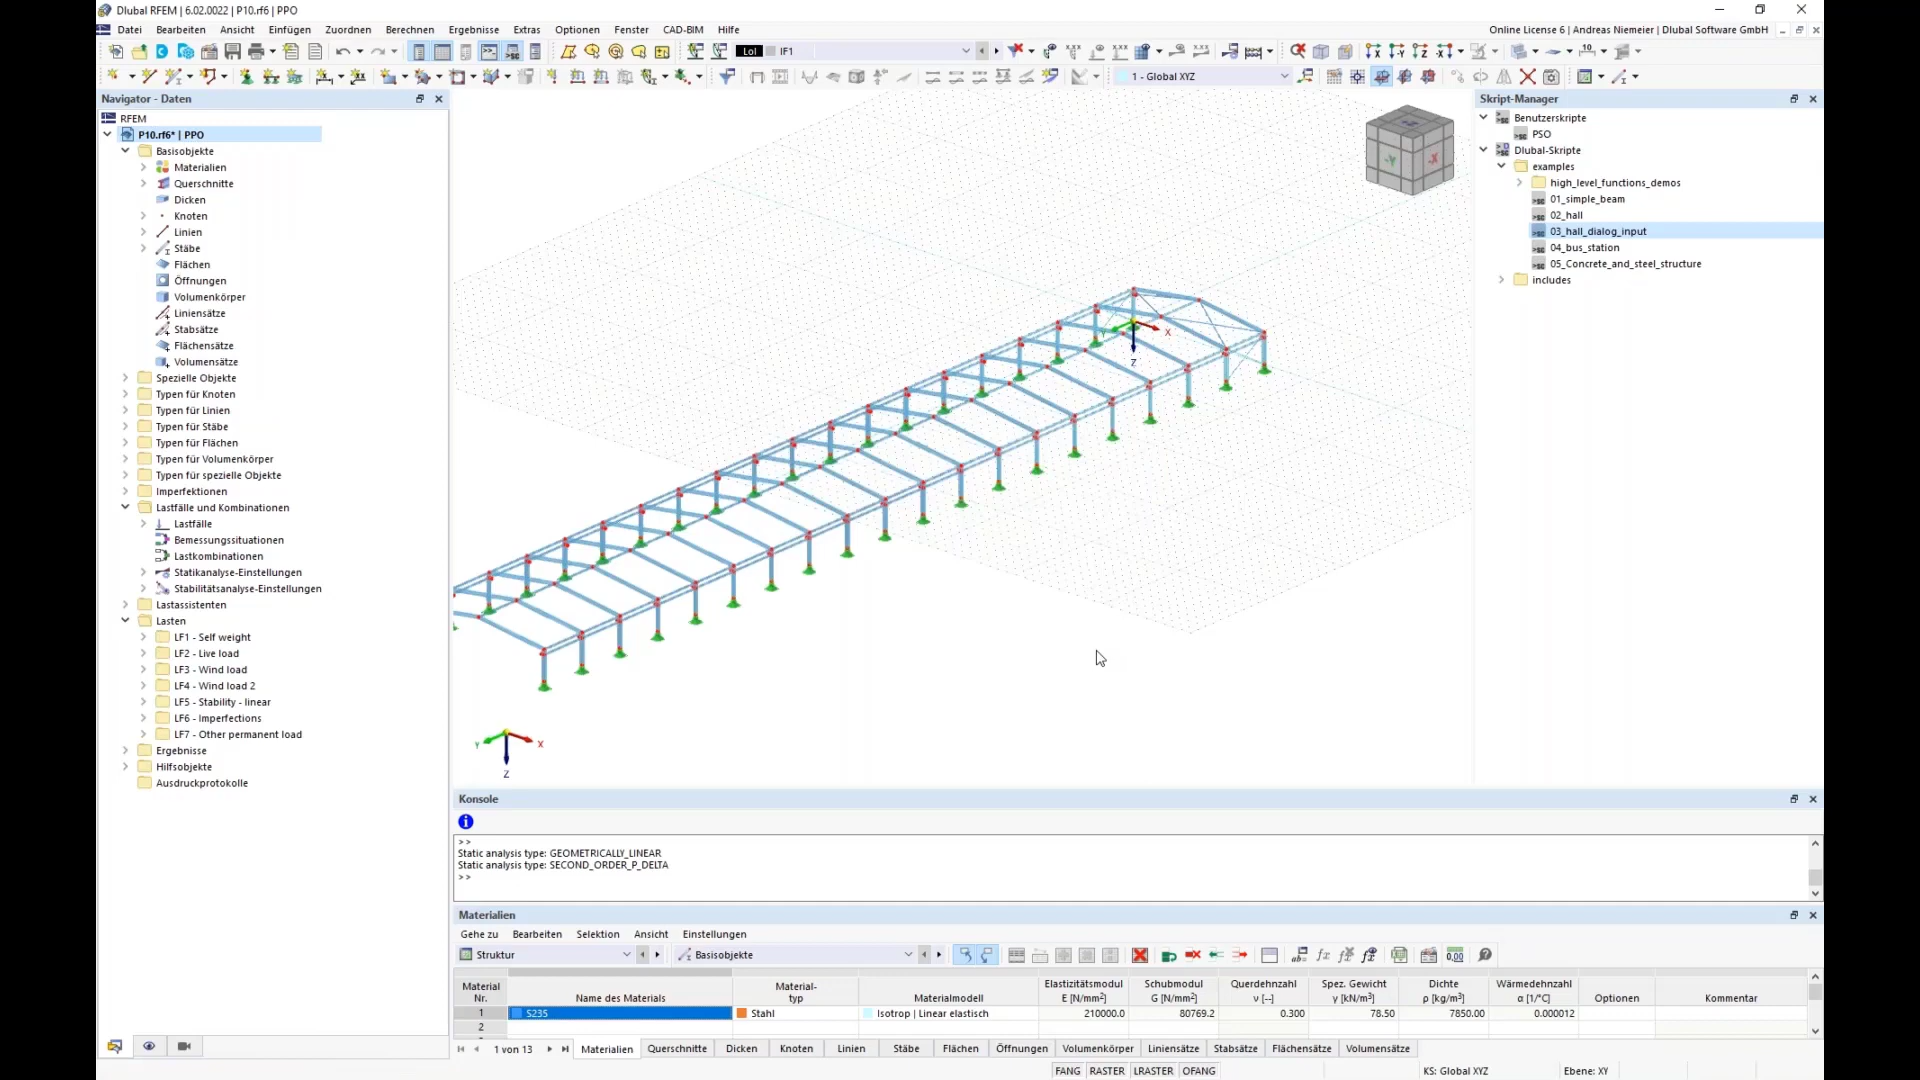 Dlubal RFEM | 6.02.0022 | P10.rf6 | PPO
Datei Bearbeiten Ansicht Einfügen Zuordnen Berechnen Ergebnisse Extras Optionen Fenster CAD-BIM Hilfe
Online License 6 | Andreas Niemeier | Dlubal Software GmbH
LoI IF1
1 - Global XYZ
Navigator - Daten
RFEM
P10.rf6* | PPO
Basisobjekte
Materialien
Querschnitte
Dicken
Knoten
Linien
Stäbe
Flächen
Öffnungen
Volumenkörper
Liniensätze
Stabsätze
Flächensätze
Volumensätze
Spezielle Objekte
Typen für Knoten
Typen für Linien
Typen für Stäbe
Typen für Flächen
Typen für Volumenkörper
Typen für spezielle Objekte
Imperfektionen
Lastfälle und Kombinationen
Lastfälle
Bemessungssituationen
Lastkombinationen
Statikanalyse-Einstellungen
Stabilitätsanalyse-Einstellungen
Lastassistenten
Lasten
LF1 - Self weight
LF2 - Live load
LF3 - Wind load
LF4 - Wind load 2
LF5 - Stability - linear
LF6 - Imperfections
LF7 - Other permanent load
Ergebnisse
Hilfsobjekte
Ausdruckprotokolle
-Y -X
X
Y
Z
Y X
Z
Skript-Manager
Benutzerskripte
PSO
Dlubal-Skripte
examples
high_level_functions_demos
01_simple_beam
02_hall
03_hall_dialog_input
04_bus_station
05_Concrete_and_steel_structure
includes
Konsole
>>
Static analysis type: GEOMETRICALLY_LINEAR
Static analysis type: SECOND_ORDER_P_DELTA
>>
Materialien
Gehe zu Bearbeiten Selektion Ansicht Einstellungen
Struktur Basisobjekte
Material Nr. Name des Materials Material-typ Materialmodell Elastizitätsmodul E [N/mm²] Schubmodul G [N/mm²] Querdehnzahl ν [--] Spez. Gewicht γ [kN/m³] Dichte ρ [kg/m³] Wärmedehnzahl α [1/°C] Optionen Kommentar
1 S235 Stahl Isotrop | Linear elastisch 210000.0 80769.2 0.300 78.50 7850.00 0.000012
2
1 von 13 Materialien Querschnitte Dicken Knoten Linien Stäbe Flächen Öffnungen Volumenkörper Liniensätze Stabsätze Flächensätze Volumensätze
FANG RASTER LRASTER OFANG KS: Global XYZ Ebene: XY